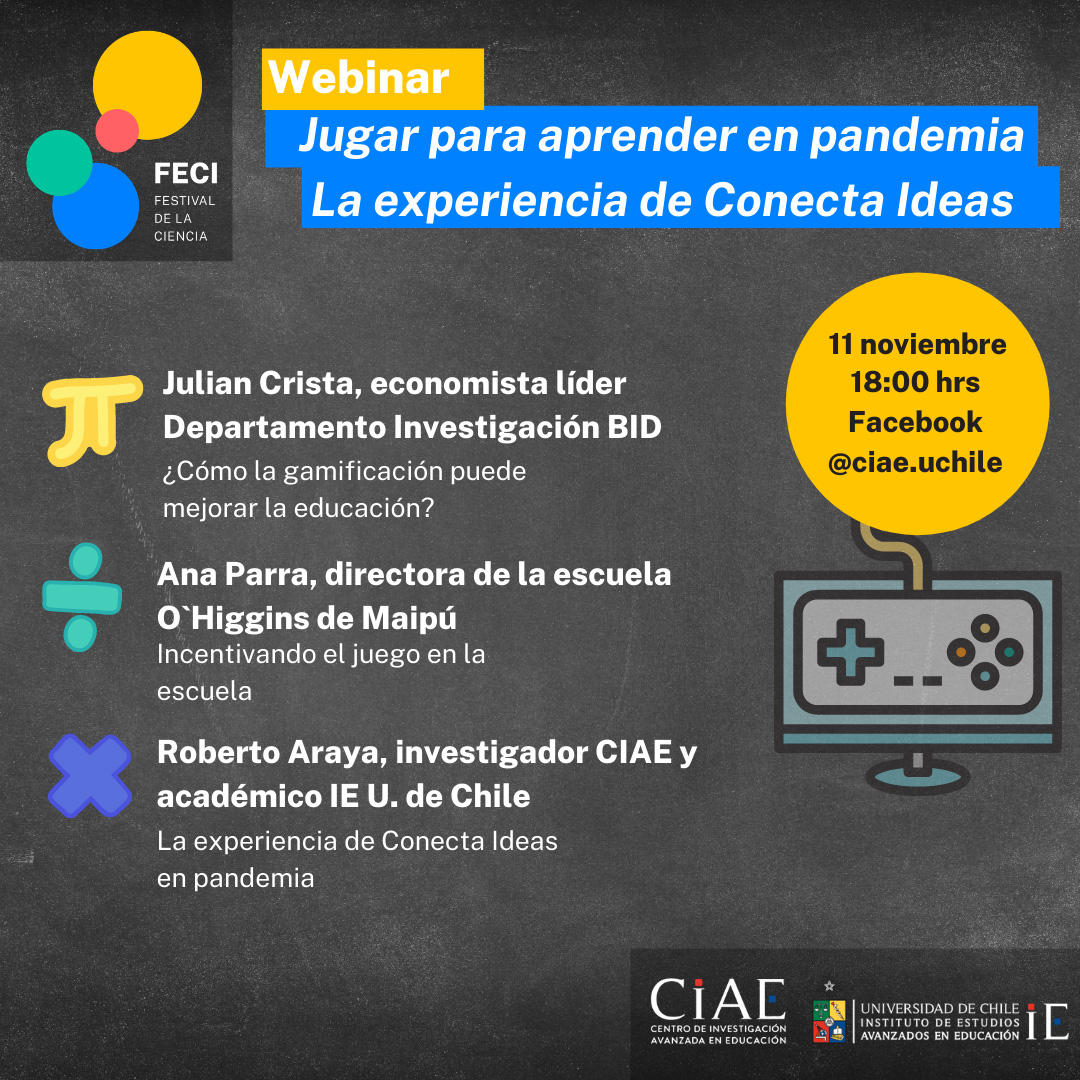 FECI
FESTIVAL
DE LA
CIENCIA
Webinar
Jugar para aprender en pandemia
La experiencia de Conecta Ideas
11 noviembre
18:00 hrs
Facebook
@ciae.uchile
Julian Crista, economista líder
Departamento Investigación BID
¿Cómo la gamificación puede
mejorar la educación?
Ana Parra, directora de la escuela
O`Higgins de Maipú
Incentivando el juego en la
escuela
Roberto Araya, investigador CIAE y
académico IE U. de Chile
La experiencia de Conecta Ideas
en pandemia
CiAE
CENTRO DE INVESTIGACIÓN
AVANZADA EN EDUCACIÓN
UNIVERSIDAD DE CHILE
INSTITUTO DE ESTUDIOS
AVANZADOS EN EDUCACIÓN
iE